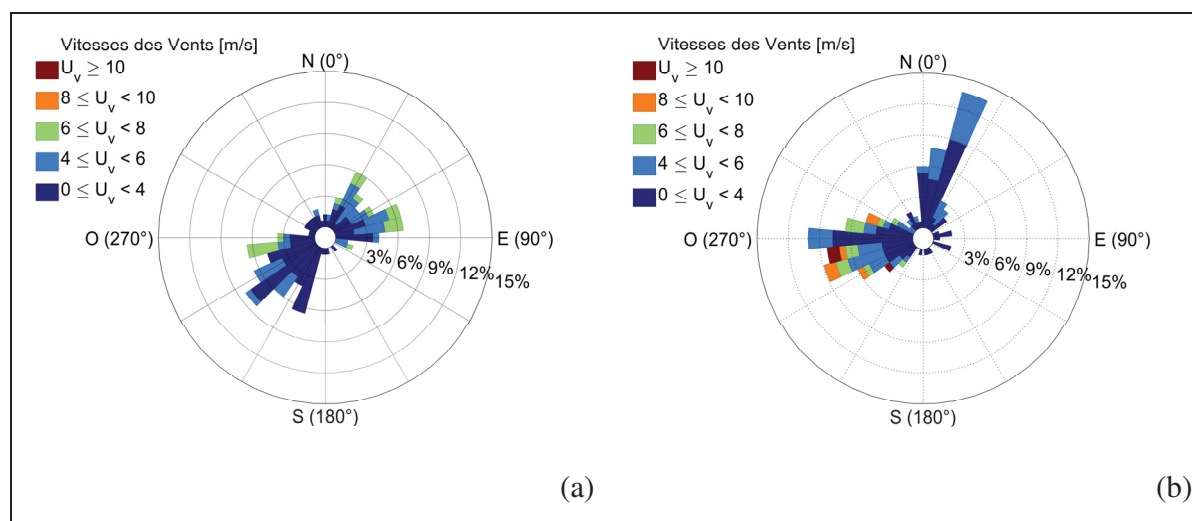 Vitesses des Vents [m/s]
U_v ≥ 10
8 ≤ U_v < 10
6 ≤ U_v < 8
4 ≤ U_v < 6
0 ≤ U_v < 4
N (0°)
O (270°)
E (90°)
S (180°)
3%
6%
9%
12%
15%
(a)
Vitesses des Vents [m/s]
U_v ≥ 10
8 ≤ U_v < 10
6 ≤ U_v < 8
4 ≤ U_v < 6
0 ≤ U_v < 4
N (0°)
O (270°)
E (90°)
S (180°)
3%
6%
9%
12%
15%
(b)